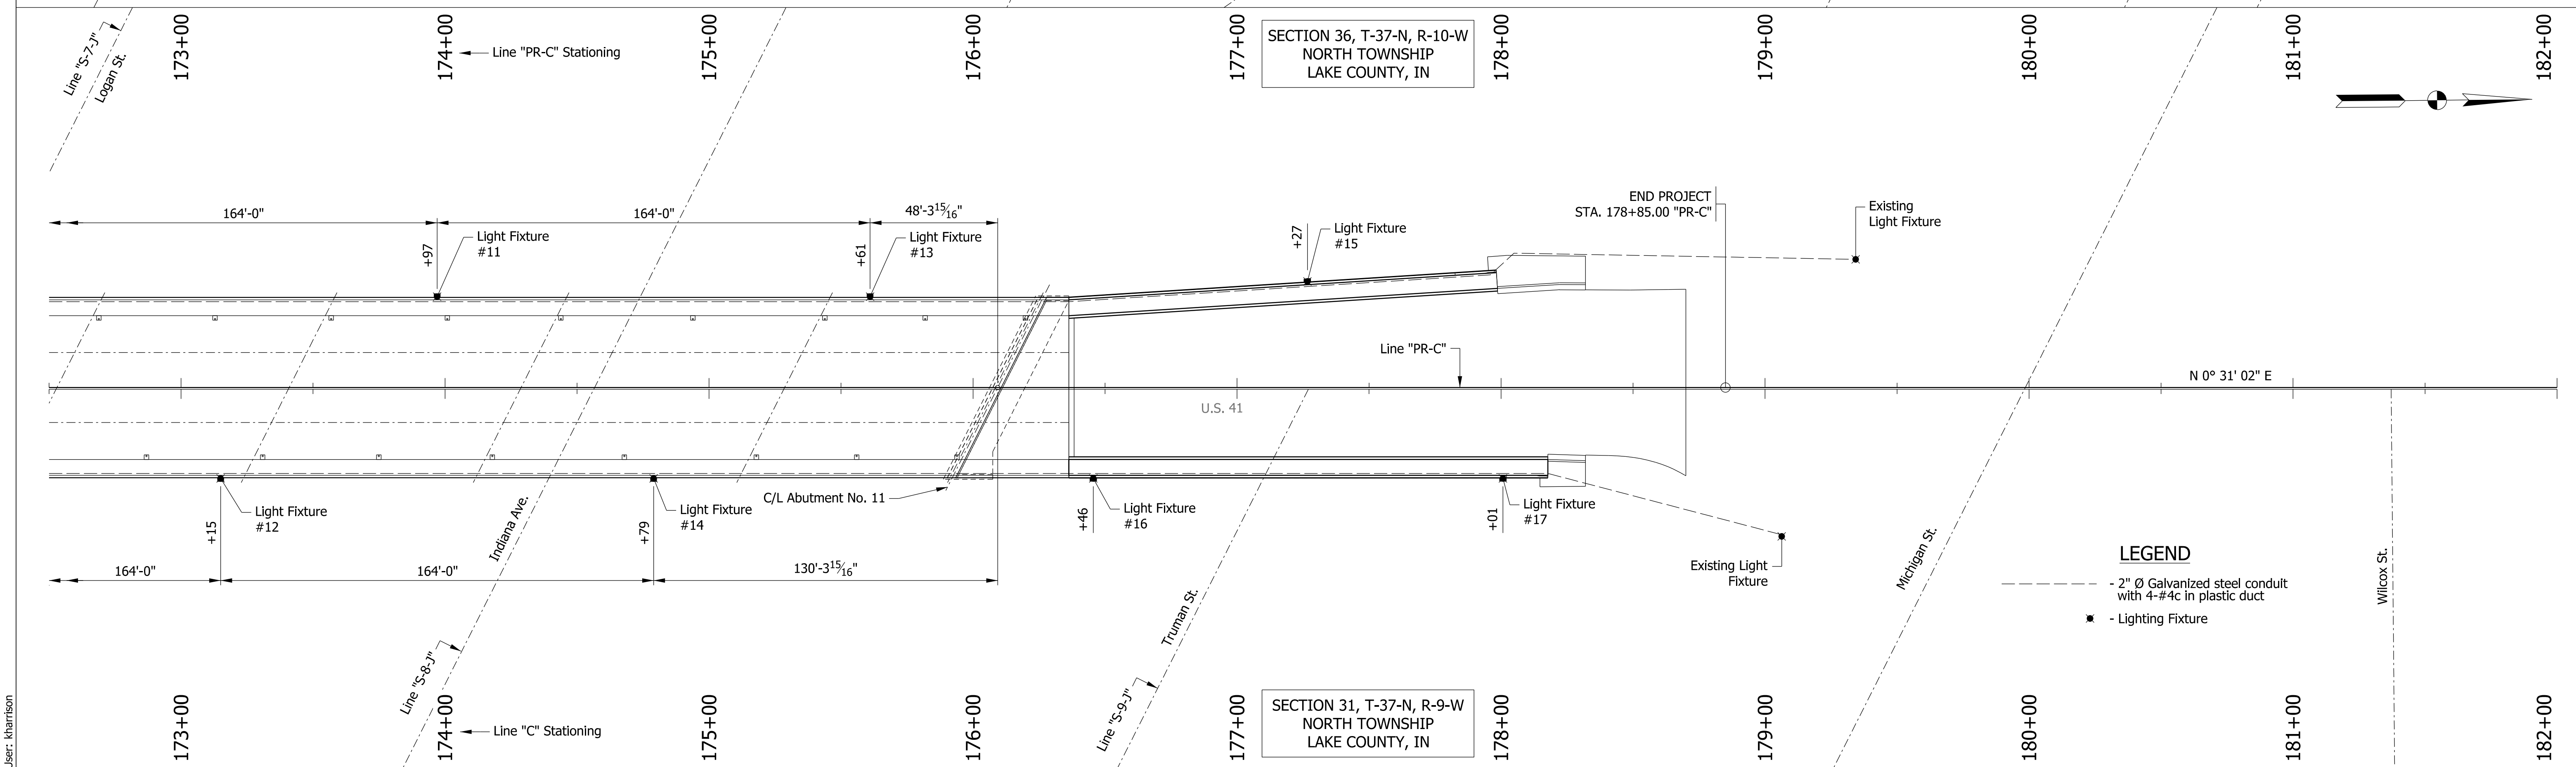 173+00
174+00
175+00
176+00
177+00
178+00
179+00
180+00
181+00
182+00
Line "S-7-J"
Logan St.
Line "PR-C" Stationing
SECTION 36, T-37-N, R-10-W
NORTH TOWNSHIP
LAKE COUNTY, IN
END PROJECT
STA. 178+85.00 "PR-C"
Existing
Light Fixture
164'-0"
164'-0"
48'-3 15/16"
+97
Light Fixture
#11
+61
Light Fixture
#13
+27
Light Fixture
#15
Line "PR-C"
N 0° 31' 02" E
U.S. 41
C/L Abutment No. 11
+15
Light Fixture
#12
+79
Light Fixture
#14
+46
Light Fixture
#16
+01
Light Fixture
#17
Indiana Ave.
164'-0"
164'-0"
130'-3 15/16"
Existing Light
Fixture
Michigan St.
Truman St.
Wilcox St.
LEGEND
- 2" Ø Galvanized steel conduit
with 4-#4c in plastic duct
- Lighting Fixture
Line "S-8-J"
Line "S-9-J"
Line "C" Stationing
SECTION 31, T-37-N, R-9-W
NORTH TOWNSHIP
LAKE COUNTY, IN
173+00
174+00
175+00
176+00
177+00
178+00
179+00
180+00
181+00
182+00
User: kharrison